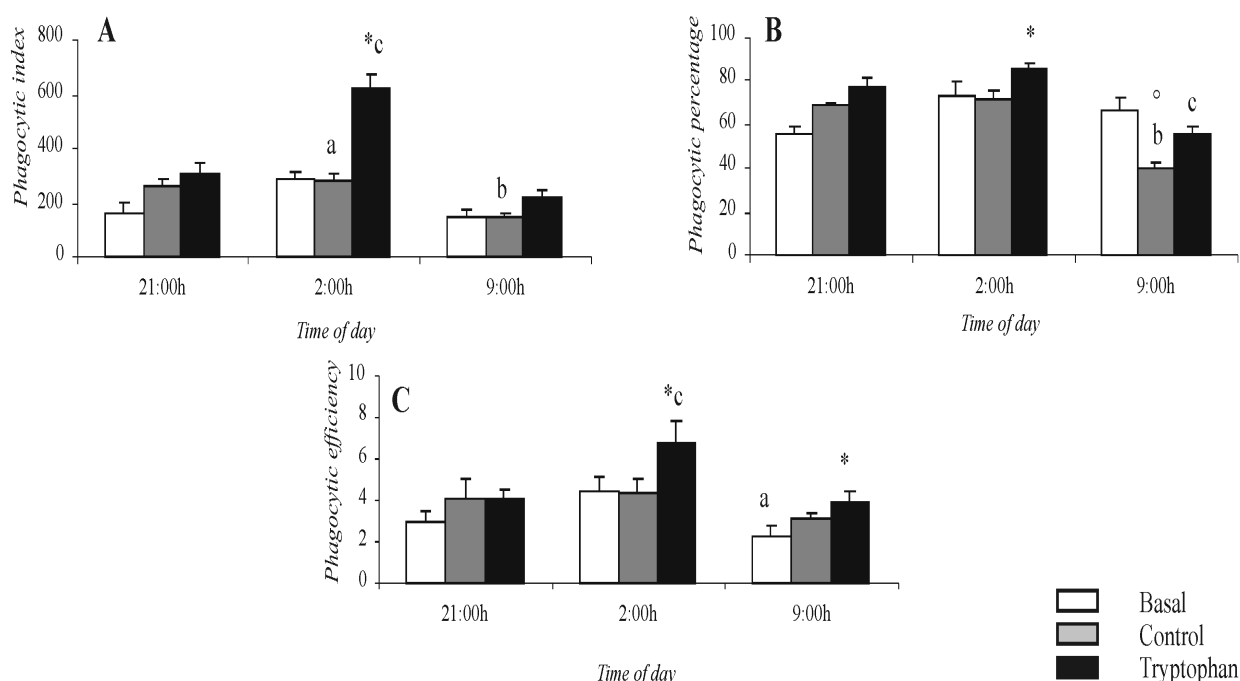 A
Phagocytic index
800
600
400
200
0
*c
a
b
21:00h 2:00h 9:00h
Time of day
B
Phagocytic percentage
100
80
60
40
20
0
*
°
c
b
21:00h 2:00h 9:00h
Time of day
C
Phagocytic efficiency
10
8
6
4
2
0
*c
*
a
21:00h 2:00h 9:00h
Time of day
Basal
Control
Tryptophan